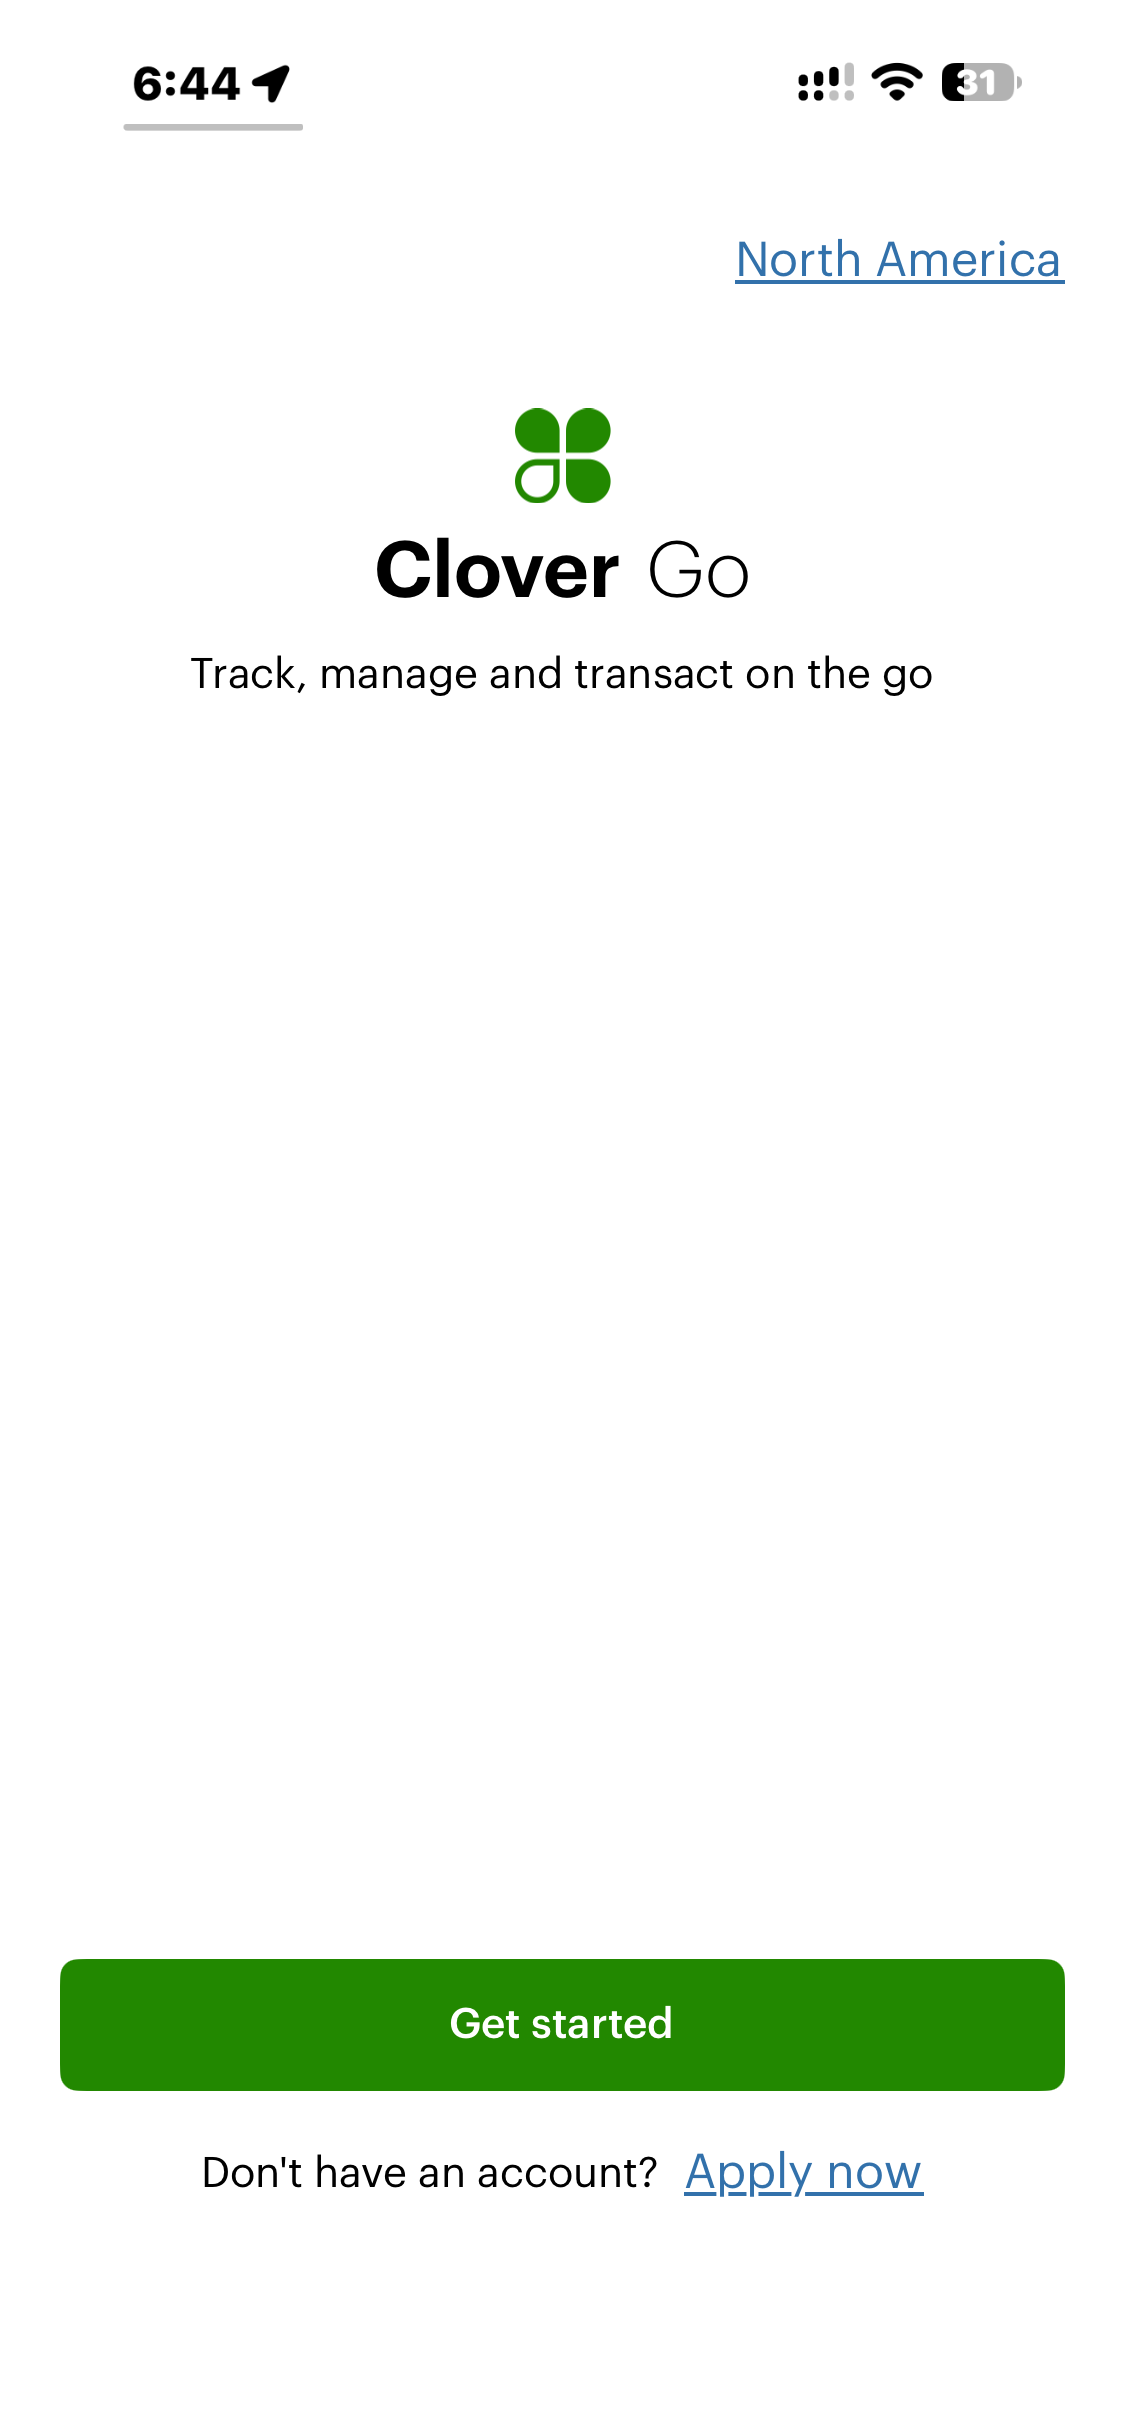 6:44
31
North America
Clover Go
Track, manage and transact on the go
Get started
Don't have an account? Apply now